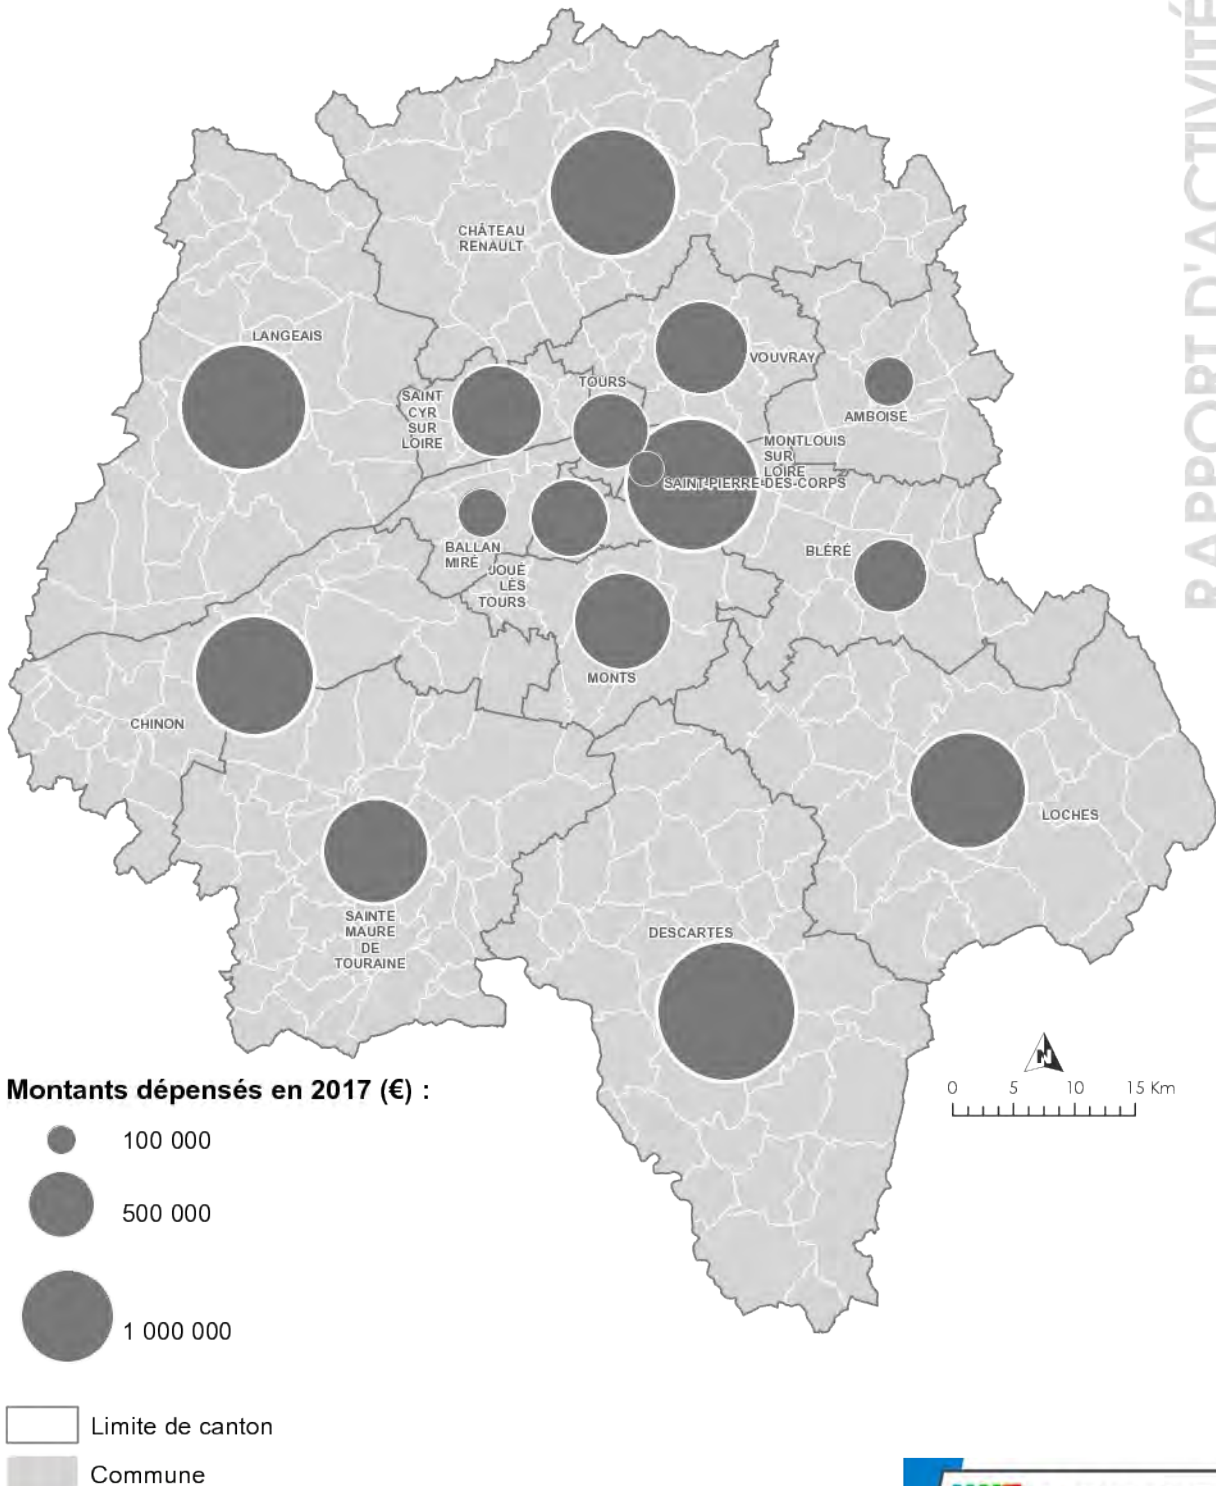 RAPPORT D'ACTIVITÉ
CHÂTEAU
RENAULT
LANGEAIS
VOUVRAY
TOURS
SAINT
CYR
SUR
LOIRE
AMBOISE
MONTLOUIS
SUR
LOIRE
SAINT-PIERRE-DES-CORPS
BALLAN
MIRÉ
JOUÉ
LÈS
TOURS
BLÉRÉ
MONTS
CHINON
LOCHES
SAINTE
MAURE
DE
TOURAINE
DESCARTES
N
0 5 10 15 Km
Montants dépensés en 2017 (€) :
100 000
500 000
1 000 000
Limite de canton
Commune